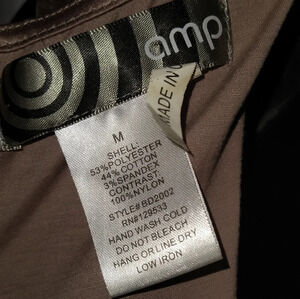 amp
MADE IN
M
SHELL:
53%POLYESTER
44% COTTON
3%SPANDEX
CONTRAST:
100%NYLON
STYLE#BD2002
RN#129533
HAND WASH COLD
DO NOT BLEACH
HANG OR LINE DRY
LOW IRON